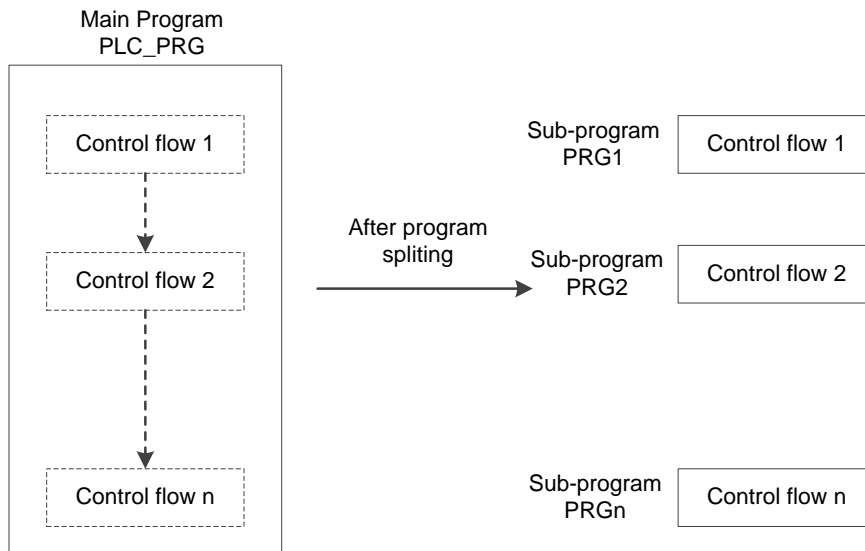 Main Program
PLC_PRG
Control flow 1
Control flow 2
Control flow n
After program
spliting
Sub-program
PRG1
Control flow 1
Sub-program
PRG2
Control flow 2
Sub-program
PRGn
Control flow n